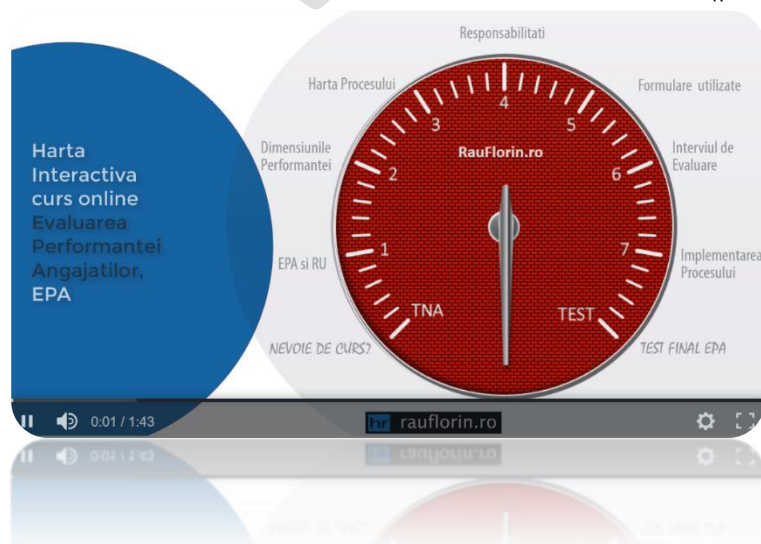 Responsabilitati
Harta Procesului
Formulare utilizate
4
3
5
Dimensiunile
Performantei
RauFlorin.ro
Interviul de
Evaluare
2
6
Harta
Interactiva
curs online
Evaluarea
Performantei
Angajatilor,
EPA
EPA si RU
1
7
Implementarea
Procesului
TNA
TEST
NEVOIE DE CURS?
TEST FINAL EPA
0:01 / 1:43
hr rauflorin.ro